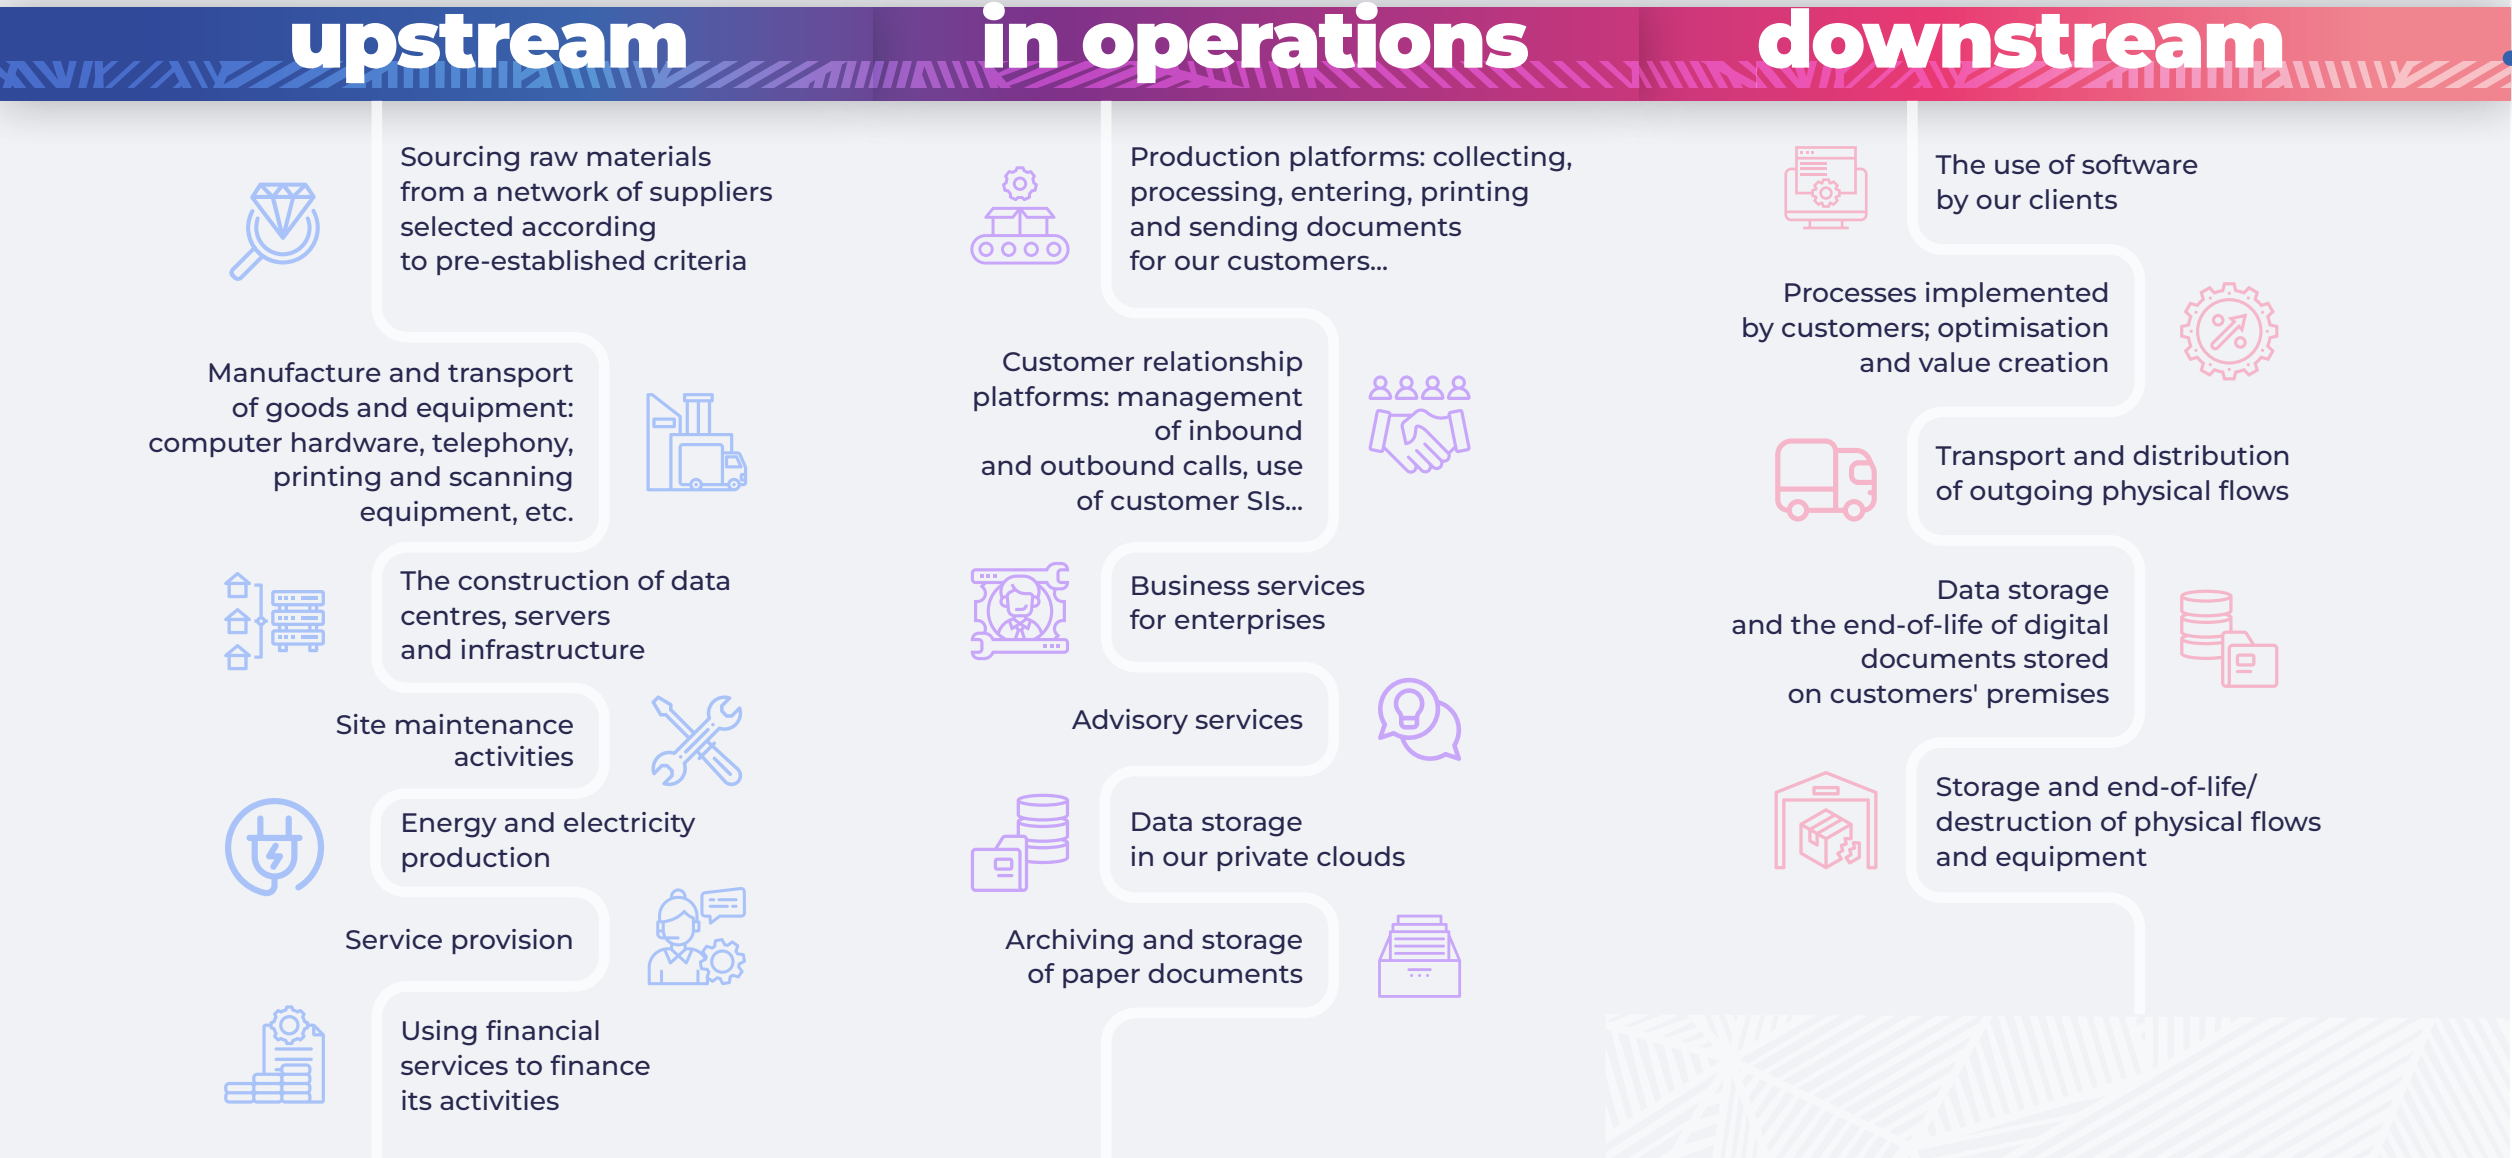 upstream
Sourcing raw materials
from a network of suppliers
selected according
to pre-established criteria
Manufacture and transport
of goods and equipment:
computer hardware, telephony,
printing and scanning
equipment, etc.
The construction of data
centres, servers
and infrastructure
Site maintenance
activities
Energy and electricity
production
Service provision
Using financial
services to finance
its activities
in operations
Production platforms: collecting,
processing, entering, printing
and sending documents
for our customers...
Customer relationship
platforms: management
of inbound
and outbound calls, use
of customer SIs...
Business services
for enterprises
Advisory services
Data storage
in our private clouds
Archiving and storage
of paper documents
downstream
The use of software
by our clients
Processes implemented
by customers; optimisation
and value creation
Transport and distribution
of outgoing physical flows
Data storage
and the end-of-life of digital
documents stored
on customers' premises
Storage and end-of-life/
destruction of physical flows
and equipment